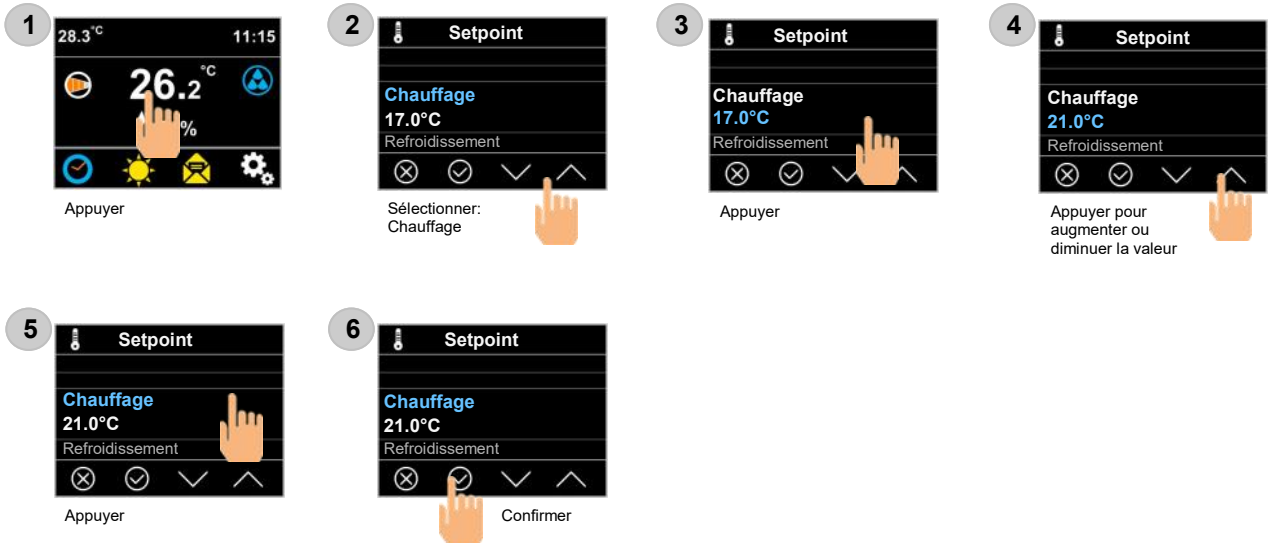 1
28.3°C 11:15
26.2°C
%
Appuyer
2
Setpoint
Chauffage
17.0°C
Refroidissement
Sélectionner:
Chauffage
3
Setpoint
Chauffage
17.0°C
Refroidissement
Appuyer
4
Setpoint
Chauffage
21.0°C
Refroidissement
Appuyer pour
augmenter ou
diminuer la valeur
5
Setpoint
Chauffage
21.0°C
Refroidissement
Appuyer
6
Setpoint
Chauffage
21.0°C
Refroidissement
Confirmer